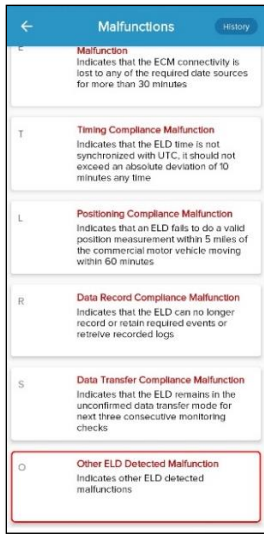 Malfunctions
History
E
Malfunction
Indicates that the ECM connectivity is
lost to any of the required date sources
for more than 30 minutes
T
Timing Compliance Malfunction
Indicates that the ELD time is not
synchronized with UTC, it should not
exceed an absolute deviation of 10
minutes any time
L
Positioning Compliance Malfunction
Indicates that an ELD fails to do a valid
position measurement within 5 miles of
the commercial motor vehicle moving
within 60 minutes
R
Data Record Compliance Malfunction
Indicates that the ELD can no longer
record or retain required events or
retreive recorded logs
S
Data Transfer Compliance Malfunction
Indicates that the ELD remains in the
unconfirmed data transfer mode for
next three consecutive monitoring
checks
O
Other ELD Detected Malfunction
Indicates other ELD detected
malfunctions